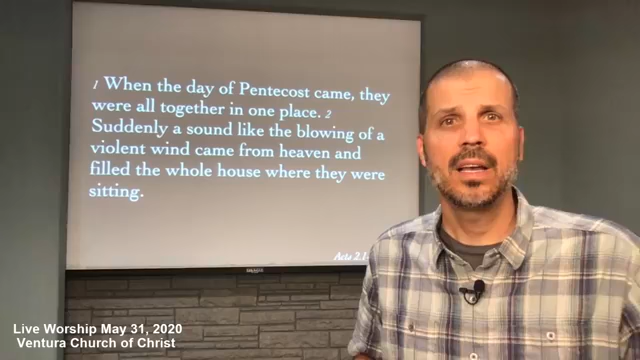 1 When the day of Pentecost came, they
were all together in one place. 2
Suddenly a sound like the blowing of a
violent wind came from heaven and
filled the whole house where they were
sitting.
Acts 2.1
Live Worship May 31, 2020
Ventura Church of Christ